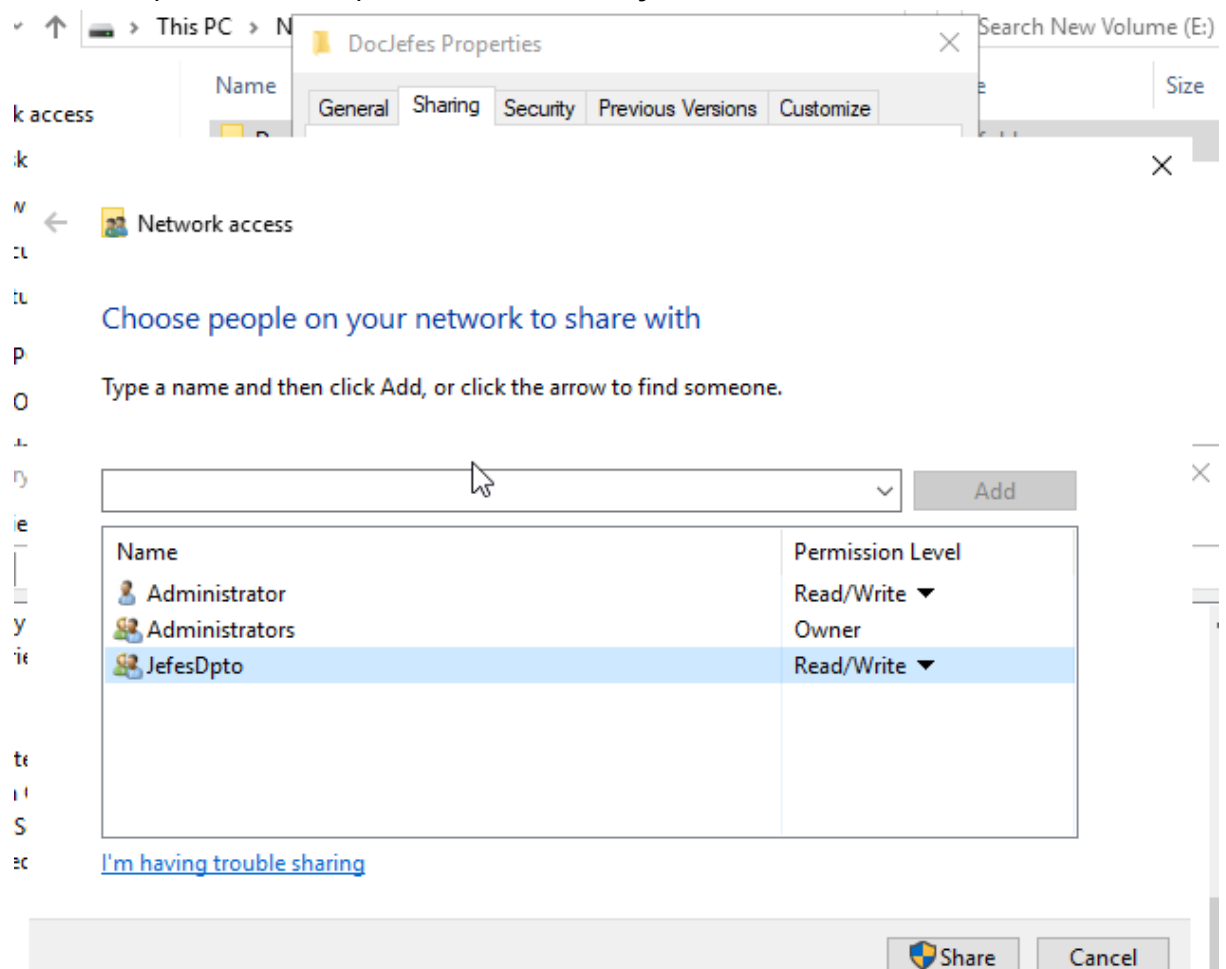 This PC > N
DocJefes Properties
Search New Volume (E:)
Name
Size
General Sharing Security Previous Versions Customize
k access
Network access
Choose people on your network to share with
Type a name and then click Add, or click the arrow to find someone.
Add
Name Permission Level
Administrator Read/Write
Administrators Owner
JefesDpto Read/Write
I'm having trouble sharing
Share Cancel